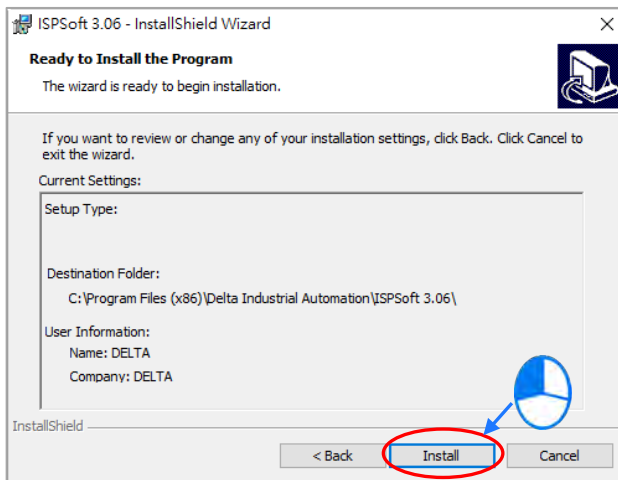 ISPSoft 3.06 - InstallShield Wizard
Ready to Install the Program
The wizard is ready to begin installation.
If you want to review or change any of your installation settings, click Back. Click Cancel to
exit the wizard.
Current Settings:
Setup Type:
Destination Folder:
C:\Program Files (x86)\Delta Industrial Automation\ISPSoft 3.06\
User Information:
Name: DELTA
Company: DELTA
InstallShield
< Back Install Cancel